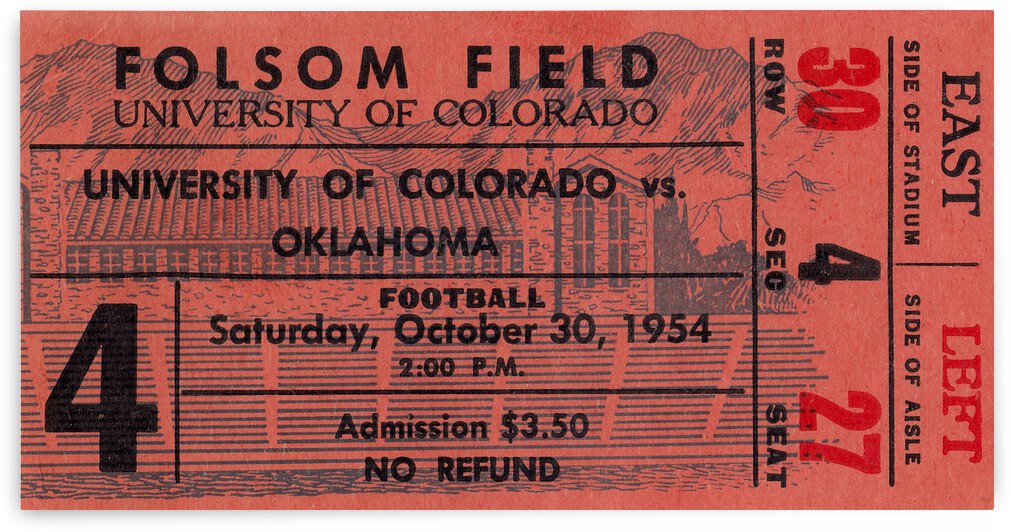 FOLSOM FIELD
UNIVERSITY OF COLORADO
UNIVERSITY OF COLORADO vs.
OKLAHOMA
4
FOOTBALL
Saturday, October 30, 1954
2:00 P.M.
Admission $3.50
NO REFUND
ROW 30
SEC 4
SEAT 27
EAST
SIDE OF STADIUM
LEFT
SIDE OF AISLE